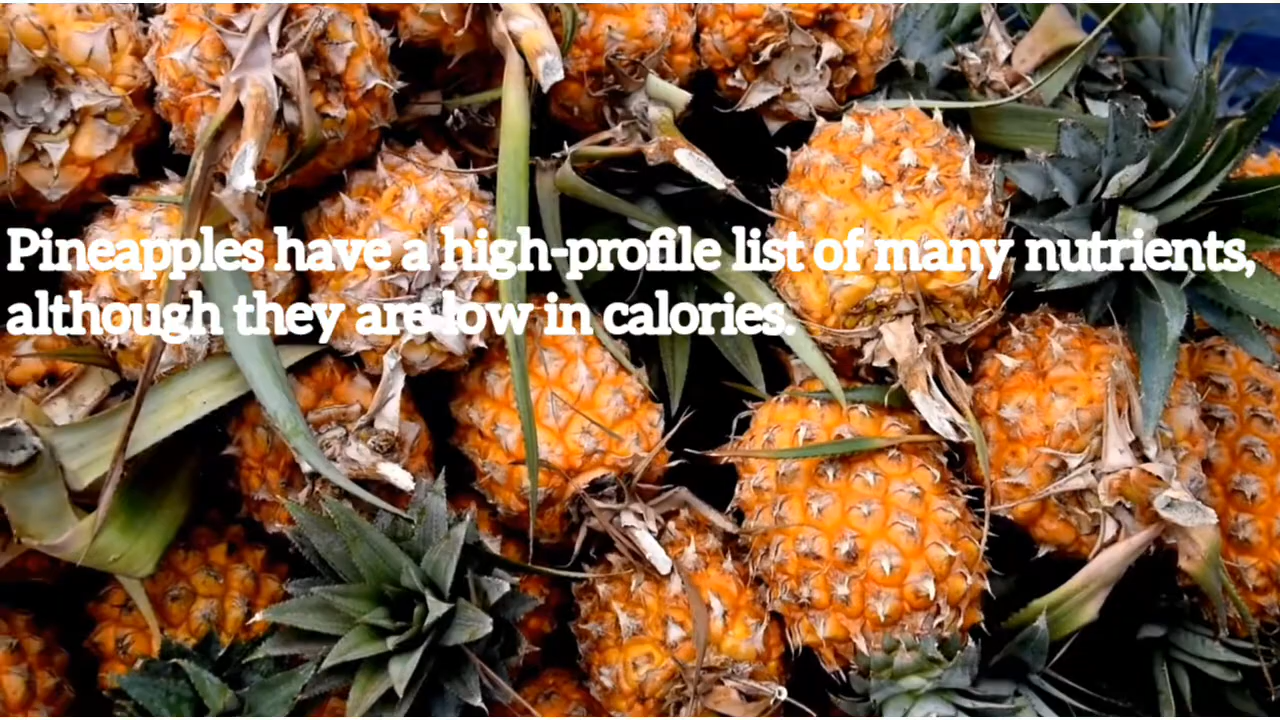 Pineapples have a high-profile list of many nutrients,
although they are low in calories.